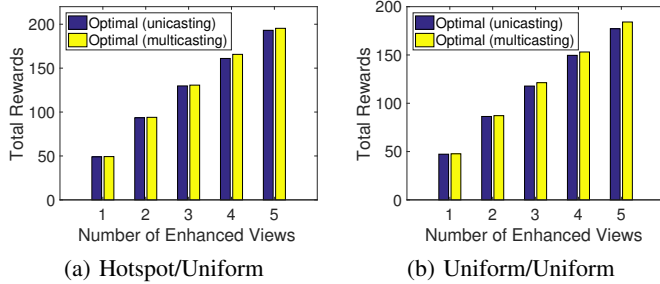 200
150
100
50
0
Total Rewards
Optimal (unicasting)
Optimal (multicasting)
1 2 3 4 5
Number of Enhanced Views
(a) Hotspot/Uniform
200
150
100
50
0
Total Rewards
Optimal (unicasting)
Optimal (multicasting)
1 2 3 4 5
Number of Enhanced Views
(b) Uniform/Uniform